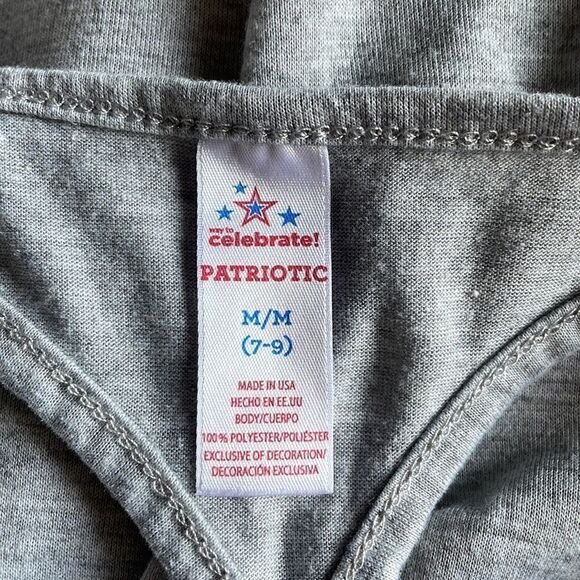 way to
celebrate!
PATRIOTIC
M/M
(7-9)
MADE IN USA
HECHO EN EE.UU
BODY/CUERPO
100% POLYESTER/POLIÉSTER
EXCLUSIVE OF DECORATION/
DECORACIÓN EXCLUSIVA